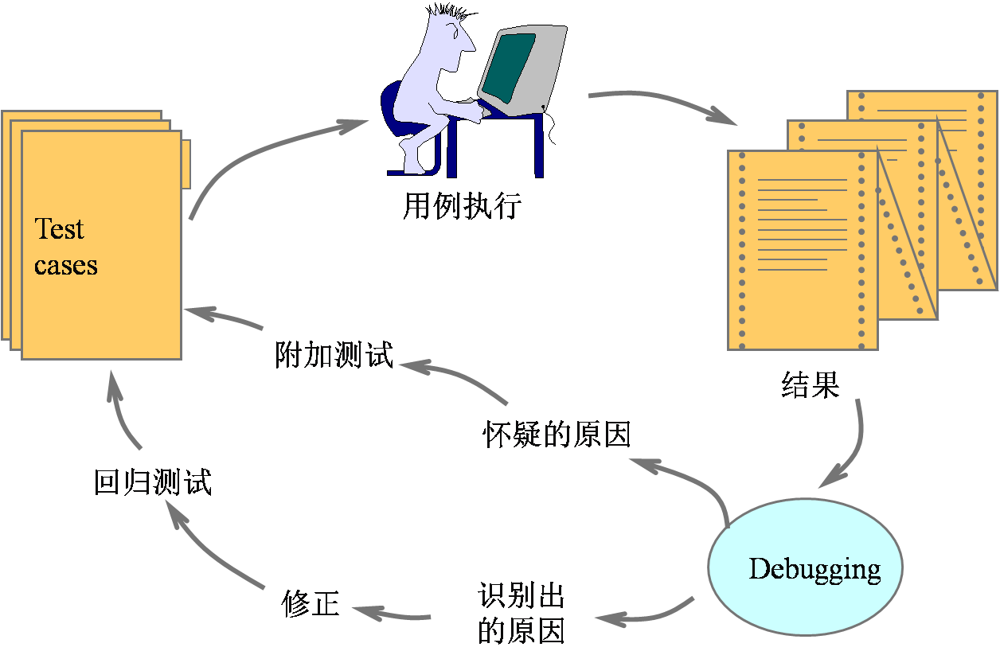 用例执行
Test
cases
附加测试
结果
怀疑的原因
回归测试
Debugging
识别出
的原因
修正